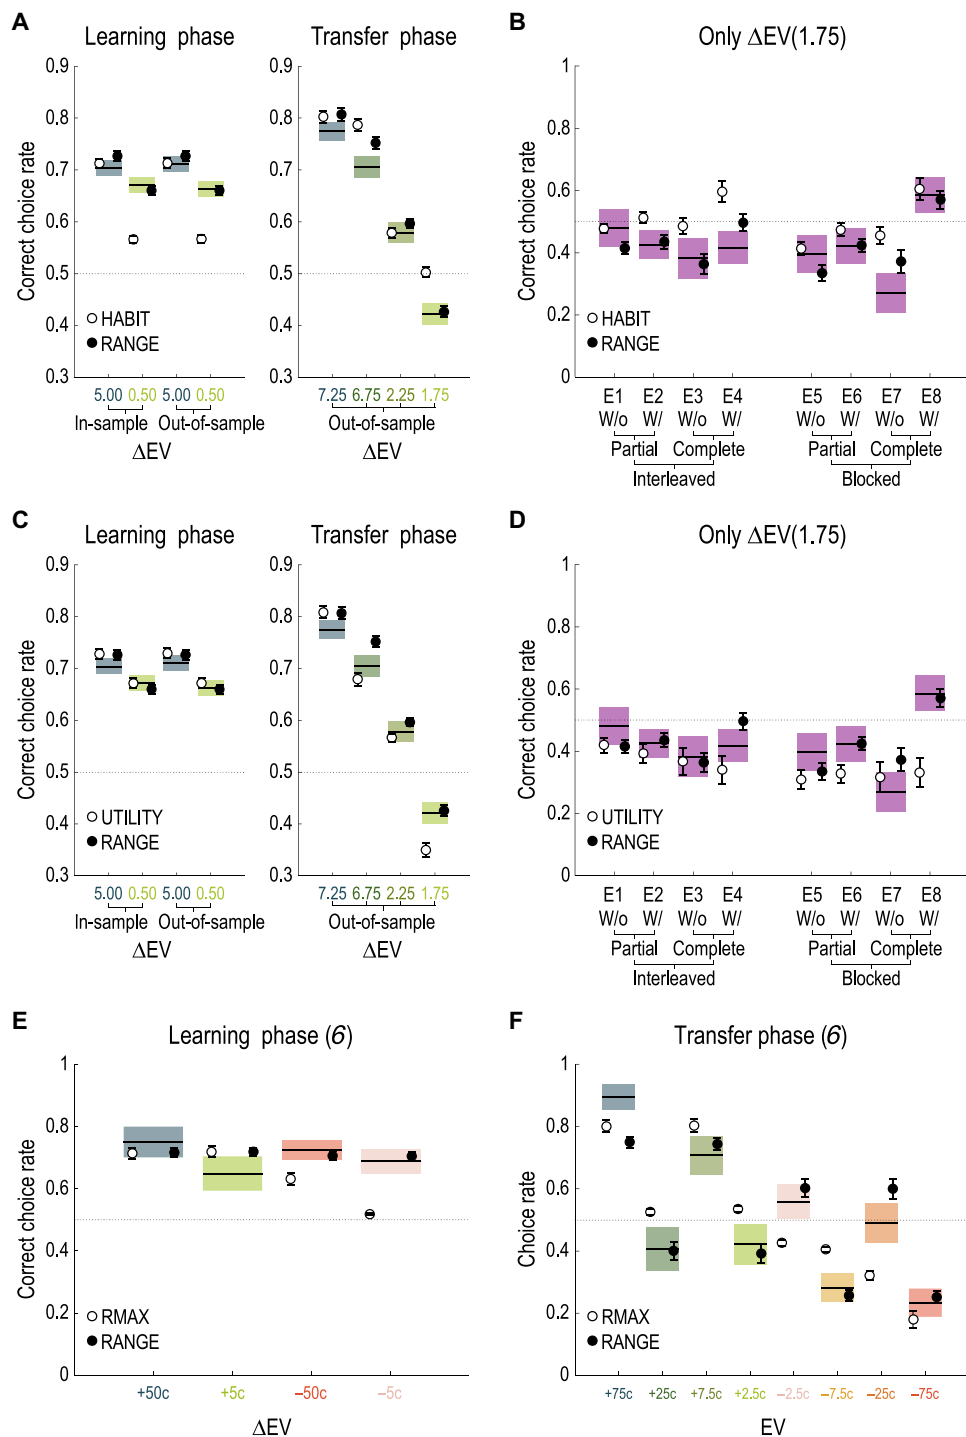 A
Learning phase
Transfer phase
Correct choice rate
0.9
0.8
0.7
0.6
0.5
0.4
0.3
HABIT
RANGE
5.00 0.50 5.00 0.50
In-sample Out-of-sample
ΔEV
7.25 6.75 2.25 1.75
Out-of-sample
ΔEV
B
Only ΔEV(1.75)
Correct choice rate
1
0.8
0.6
0.4
0.2
0
HABIT
RANGE
E1 E2 E3 E4 E5 E6 E7 E8
W/o W/ W/o W/ W/o W/ W/o W/
Partial Complete Partial Complete
Interleaved Blocked
C
Learning phase
Transfer phase
Correct choice rate
0.9
0.8
0.7
0.6
0.5
0.4
0.3
UTILITY
RANGE
5.00 0.50 5.00 0.50
In-sample Out-of-sample
ΔEV
7.25 6.75 2.25 1.75
Out-of-sample
ΔEV
D
Only ΔEV(1.75)
Correct choice rate
1
0.8
0.6
0.4
0.2
0
UTILITY
RANGE
E1 E2 E3 E4 E5 E6 E7 E8
W/o W/ W/o W/ W/o W/ W/o W/
Partial Complete Partial Complete
Interleaved Blocked
E
Learning phase (6)
Correct choice rate
1
0.8
0.6
0.4
0.2
0
RMAX
RANGE
+50c +5c –50c –5c
ΔEV
F
Transfer phase (6)
Choice rate
1
0.8
0.6
0.4
0.2
0
RMAX
RANGE
+75c +25c +7.5c +2.5c –2.5c –7.5c –25c –75c
EV